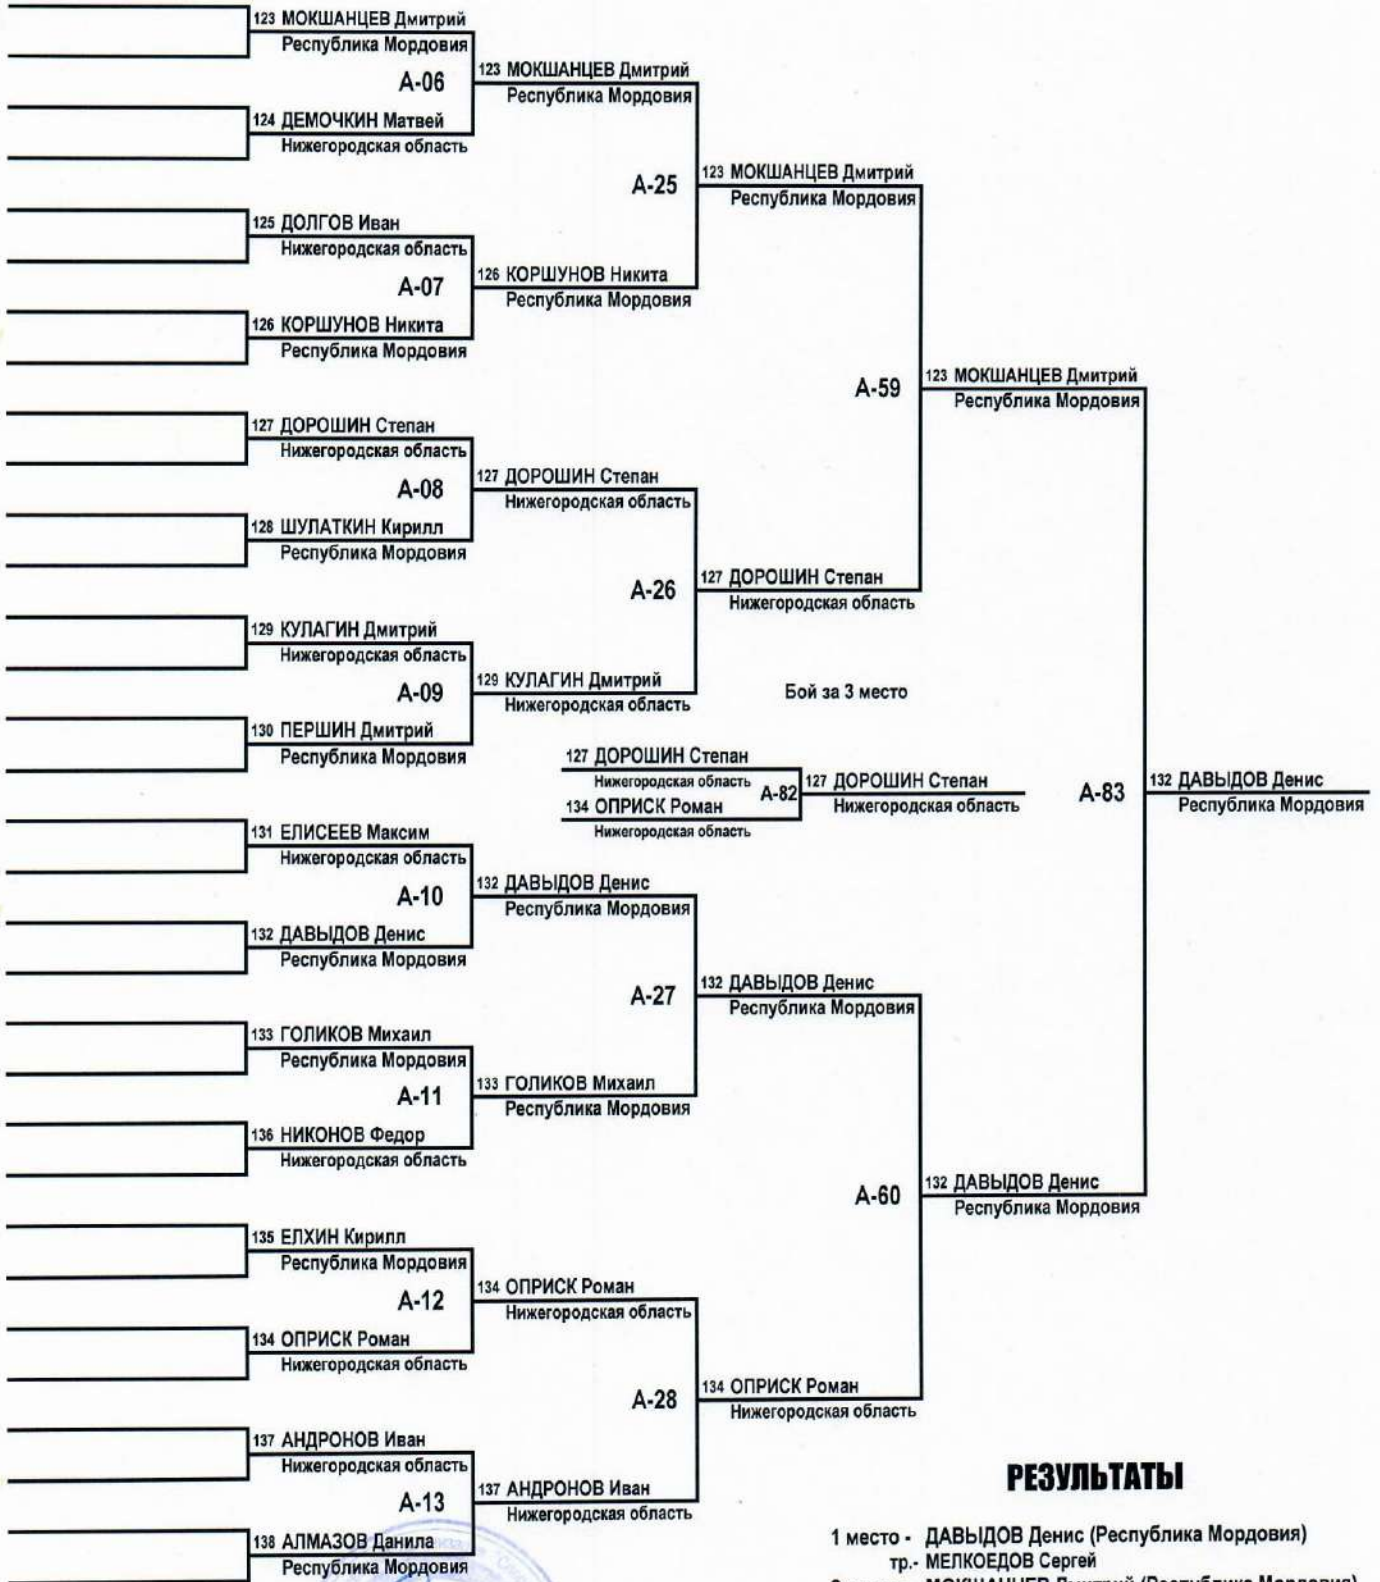 123 МОКШАНЦЕВ Дмитрий
Республика Мордовия
А-06
124 ДЕМОЧКИН Матвей
Нижегородская область
123 МОКШАНЦЕВ Дмитрий
Республика Мордовия
А-25
125 ДОЛГОВ Иван
Нижегородская область
А-07
126 КОРШУНОВ Никита
Республика Мордовия
126 КОРШУНОВ Никита
Республика Мордовия
123 МОКШАНЦЕВ Дмитрий
Республика Мордовия
А-59
127 ДОРОШИН Степан
Нижегородская область
А-08
128 ШУЛАТКИН Кирилл
Республика Мордовия
127 ДОРОШИН Степан
Нижегородская область
А-26
129 КУЛАГИН Дмитрий
Нижегородская область
А-09
130 ПЕРШИН Дмитрий
Республика Мордовия
129 КУЛАГИН Дмитрий
Нижегородская область
127 ДОРОШИН Степан
Нижегородская область
123 МОКШАНЦЕВ Дмитрий
Республика Мордовия
Бой за 3 место
127 ДОРОШИН Степан
Нижегородская область
А-82
134 ОПРИСК Роман
Нижегородская область
127 ДОРОШИН Степан
Нижегородская область
А-83
132 ДАВЫДОВ Денис
Республика Мордовия
131 ЕЛИСЕЕВ Максим
Нижегородская область
А-10
132 ДАВЫДОВ Денис
Республика Мордовия
132 ДАВЫДОВ Денис
Республика Мордовия
А-27
133 ГОЛИКОВ Михаил
Республика Мордовия
А-11
136 НИКОНОВ Федор
Нижегородская область
133 ГОЛИКОВ Михаил
Республика Мордовия
132 ДАВЫДОВ Денис
Республика Мордовия
А-60
132 ДАВЫДОВ Денис
Республика Мордовия
135 ЕЛХИН Кирилл
Республика Мордовия
А-12
134 ОПРИСК Роман
Нижегородская область
134 ОПРИСК Роман
Нижегородская область
А-28
134 ОПРИСК Роман
Нижегородская область
137 АНДРОНОВ Иван
Нижегородская область
А-13
138 АЛМАЗОВ Данила
Республика Мордовия
137 АНДРОНОВ Иван
Нижегородская область
РЕЗУЛЬТАТЫ
1 место - ДАВЫДОВ Денис (Республика Мордовия)
тр.- МЕЛКОЕДОВ Сергей
МОКШАНЦЕВ Дмитрий (Республика Мордовия)